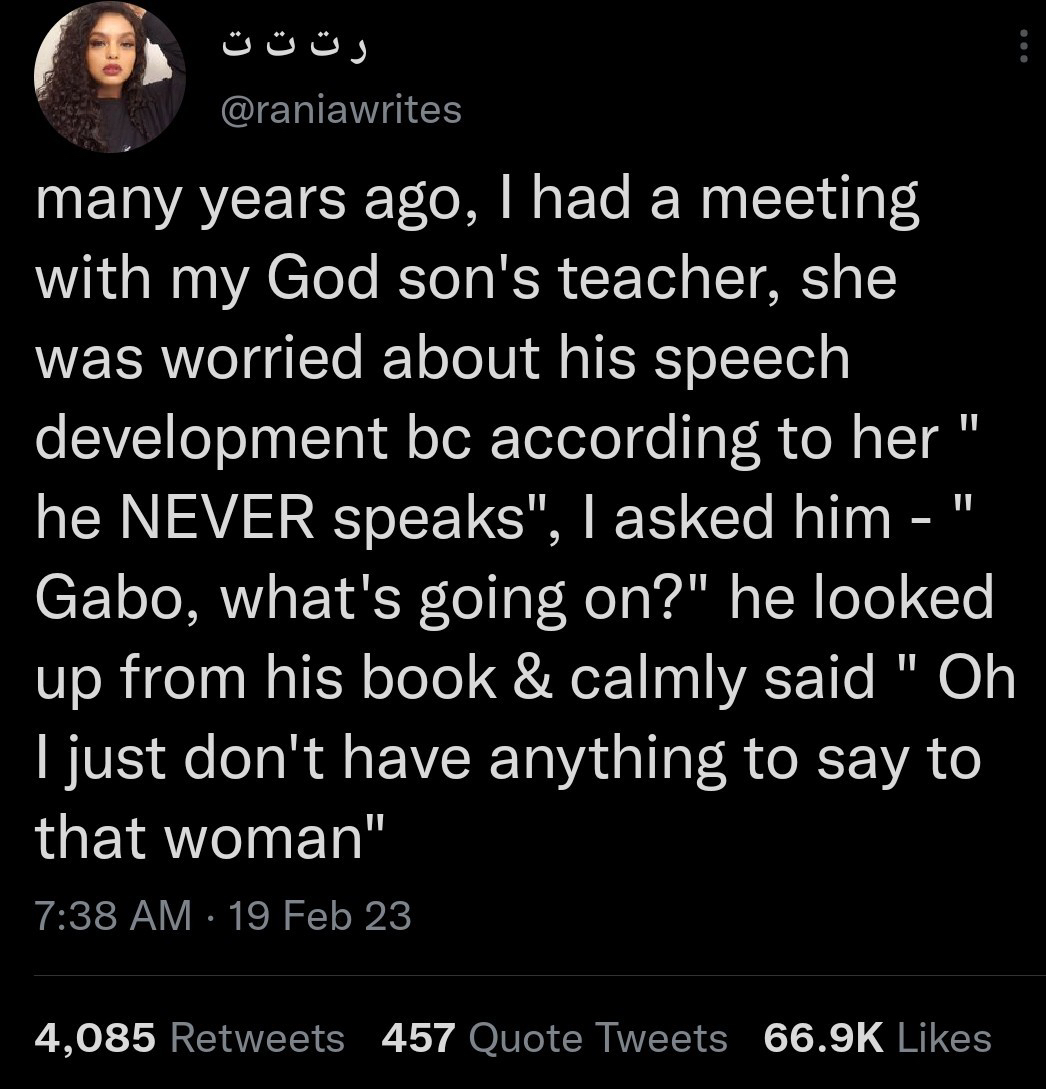 ر ت ت ت
@raniawrites
many years ago, I had a meeting
with my God son's teacher, she
was worried about his speech
development bc according to her "
he NEVER speaks", I asked him - "
Gabo, what's going on?" he looked
up from his book & calmly said " Oh
I just don't have anything to say to
that woman"
7:38 AM · 19 Feb 23
4,085 Retweets 457 Quote Tweets 66.9K Likes